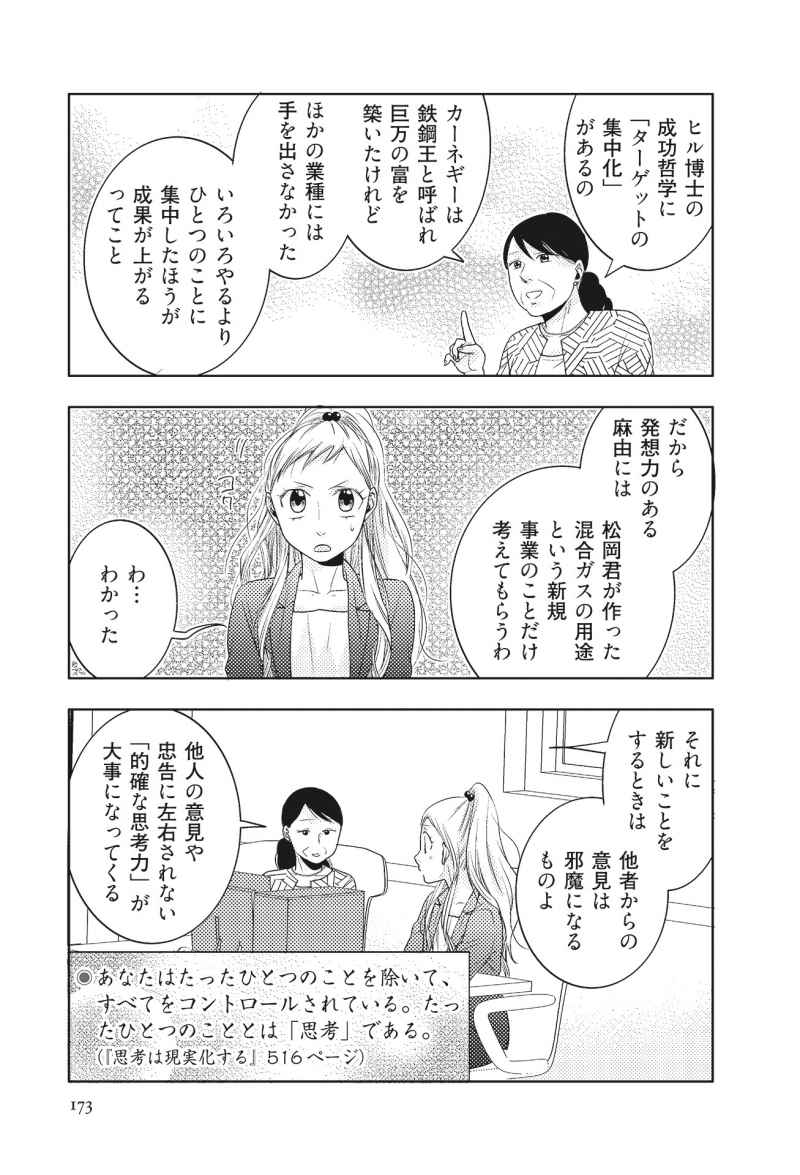 ヒル博士の
成功哲学に
「ターゲットの
集中化」
があるの
カーネギーは
鉄鋼王と呼ばれ
巨万の富を
築いたけれど
ほかの業種には
手を出さなかった
いろいろやるより
ひとつのことに
集中したほうが
成果が上がる
ってこと
だから
発想力のある
麻由には
松岡君が作った
混合ガスの用途
という新規
事業のことだけ
考えてもらうわ
コワ
わ…
わかった
それに
新しいことを
するときは
他者からの
意見は
邪魔になる
ものよ
他人の意見や
忠告に左右されない
「的確な思考力」が
大事になってくる
◉あなたはたったひとつのことを除いて、
すべてをコントロールされている。たっ
たひとつのこととは「思考」である。
(『思考は現実化する』516ページ)
173